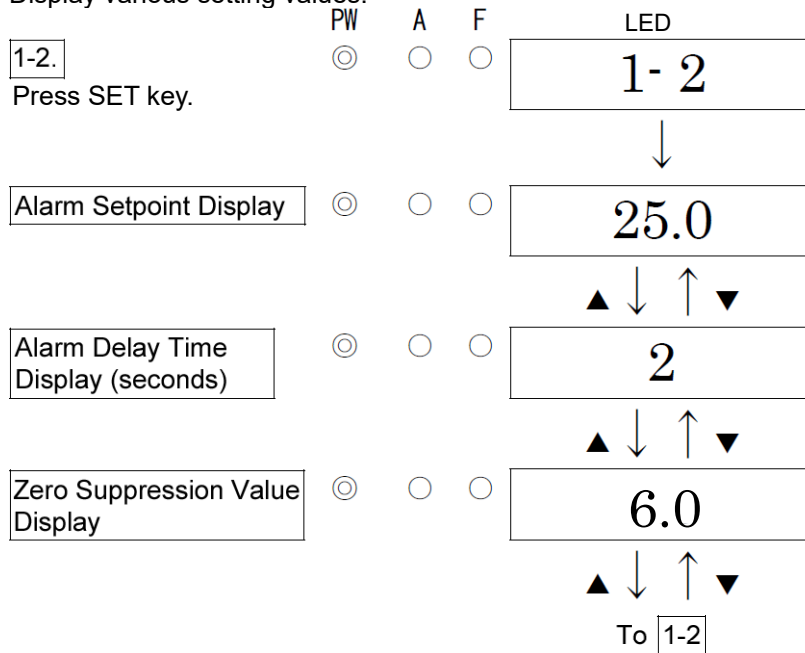 Display various setting values.
PW A F LED
1-2.
Press SET key.
1- 2
↓
Alarm Setpoint Display
25.0
▲ ↓ ↑ ▼
Alarm Delay Time
Display (seconds)
2
▲ ↓ ↑ ▼
Zero Suppression Value
Display
6.0
▲ ↓ ↑ ▼
To 1-2